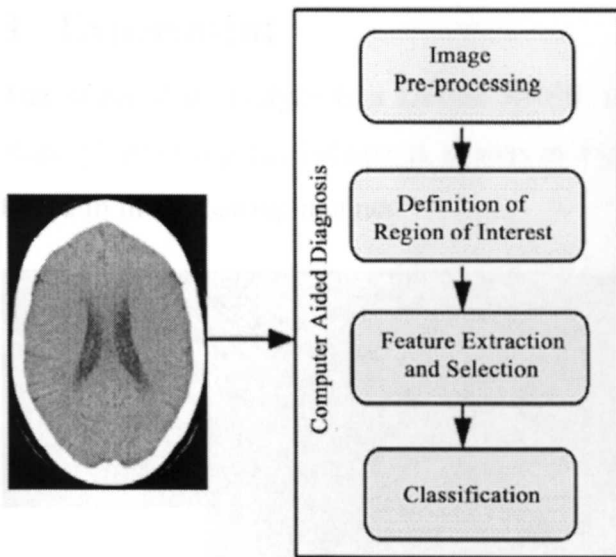 Image
Pre-processing
Definition of
Region of Interest
Computer Aided Diagnosis
Feature Extraction
and Selection
Classification